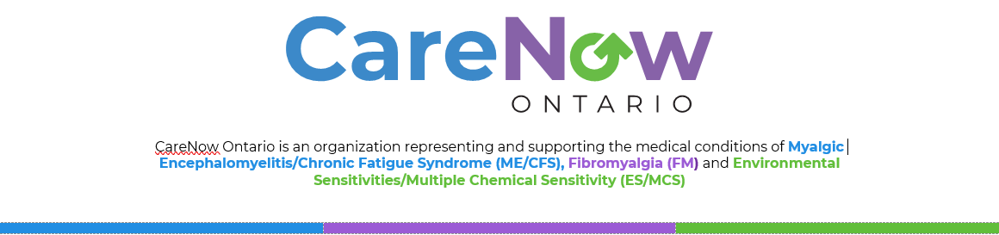 CareNow
ONTARIO
CareNow Ontario is an organization representing and supporting the medical conditions of Myalgic
Encephalomyelitis/Chronic Fatigue Syndrome (ME/CFS), Fibromyalgia (FM) and Environmental
Sensitivities/Multiple Chemical Sensitivity (ES/MCS)